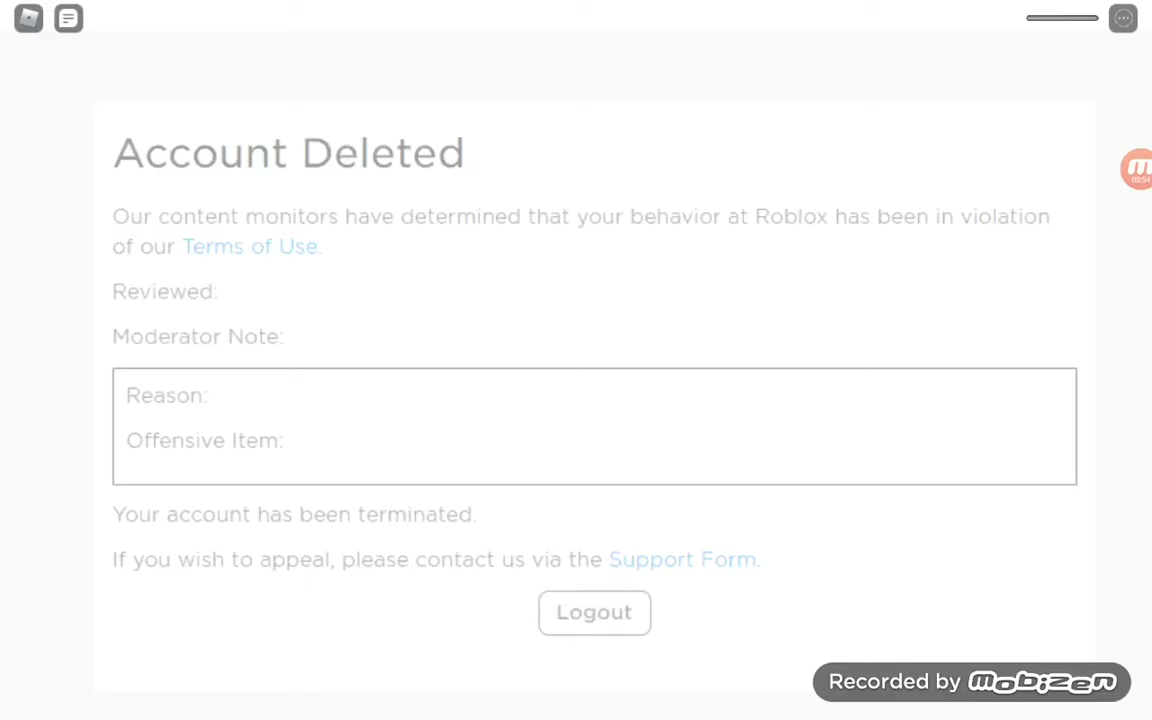 Account Deleted
Our content monitors have determined that your behavior at Roblox has been in violation
of our Terms of Use.
Reviewed:
Moderator Note:
Reason:
Offensive Item:
Your account has been terminated.
If you wish to appeal, please contact us via the Support Form.
Logout
03:54
Recorded by mobizen